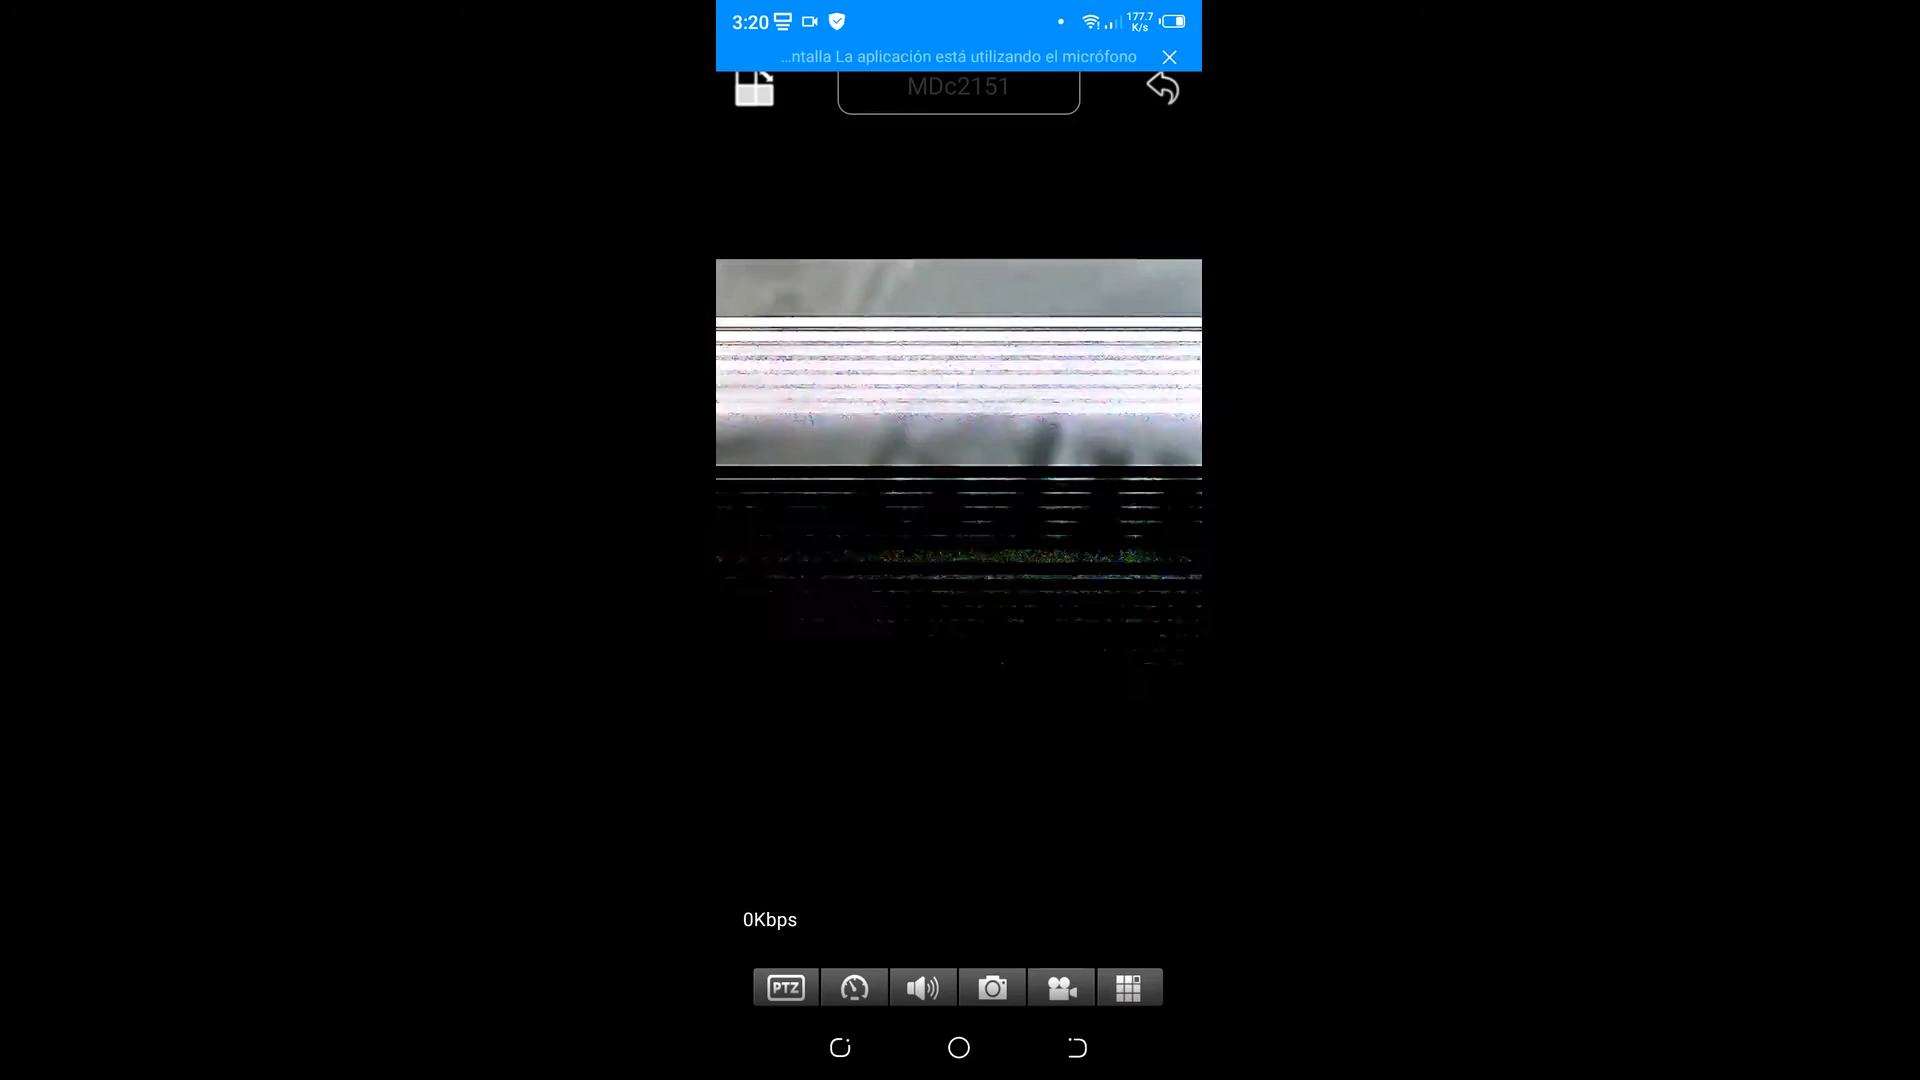 3:20
177.7
K/s
…ntalla La aplicación está utilizando el micrófono
MDc2151
0Kbps
PTZ